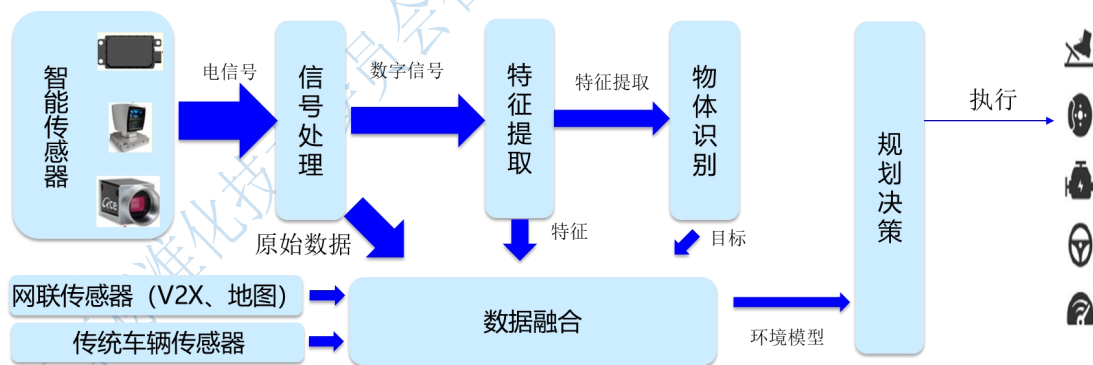 智能传感器
电信号
信号处理
数字信号
特征提取
特征提取
物体识别
规划决策
执行
原始数据
特征
目标
网联传感器（V2X、地图）
传统车辆传感器
数据融合
环境模型